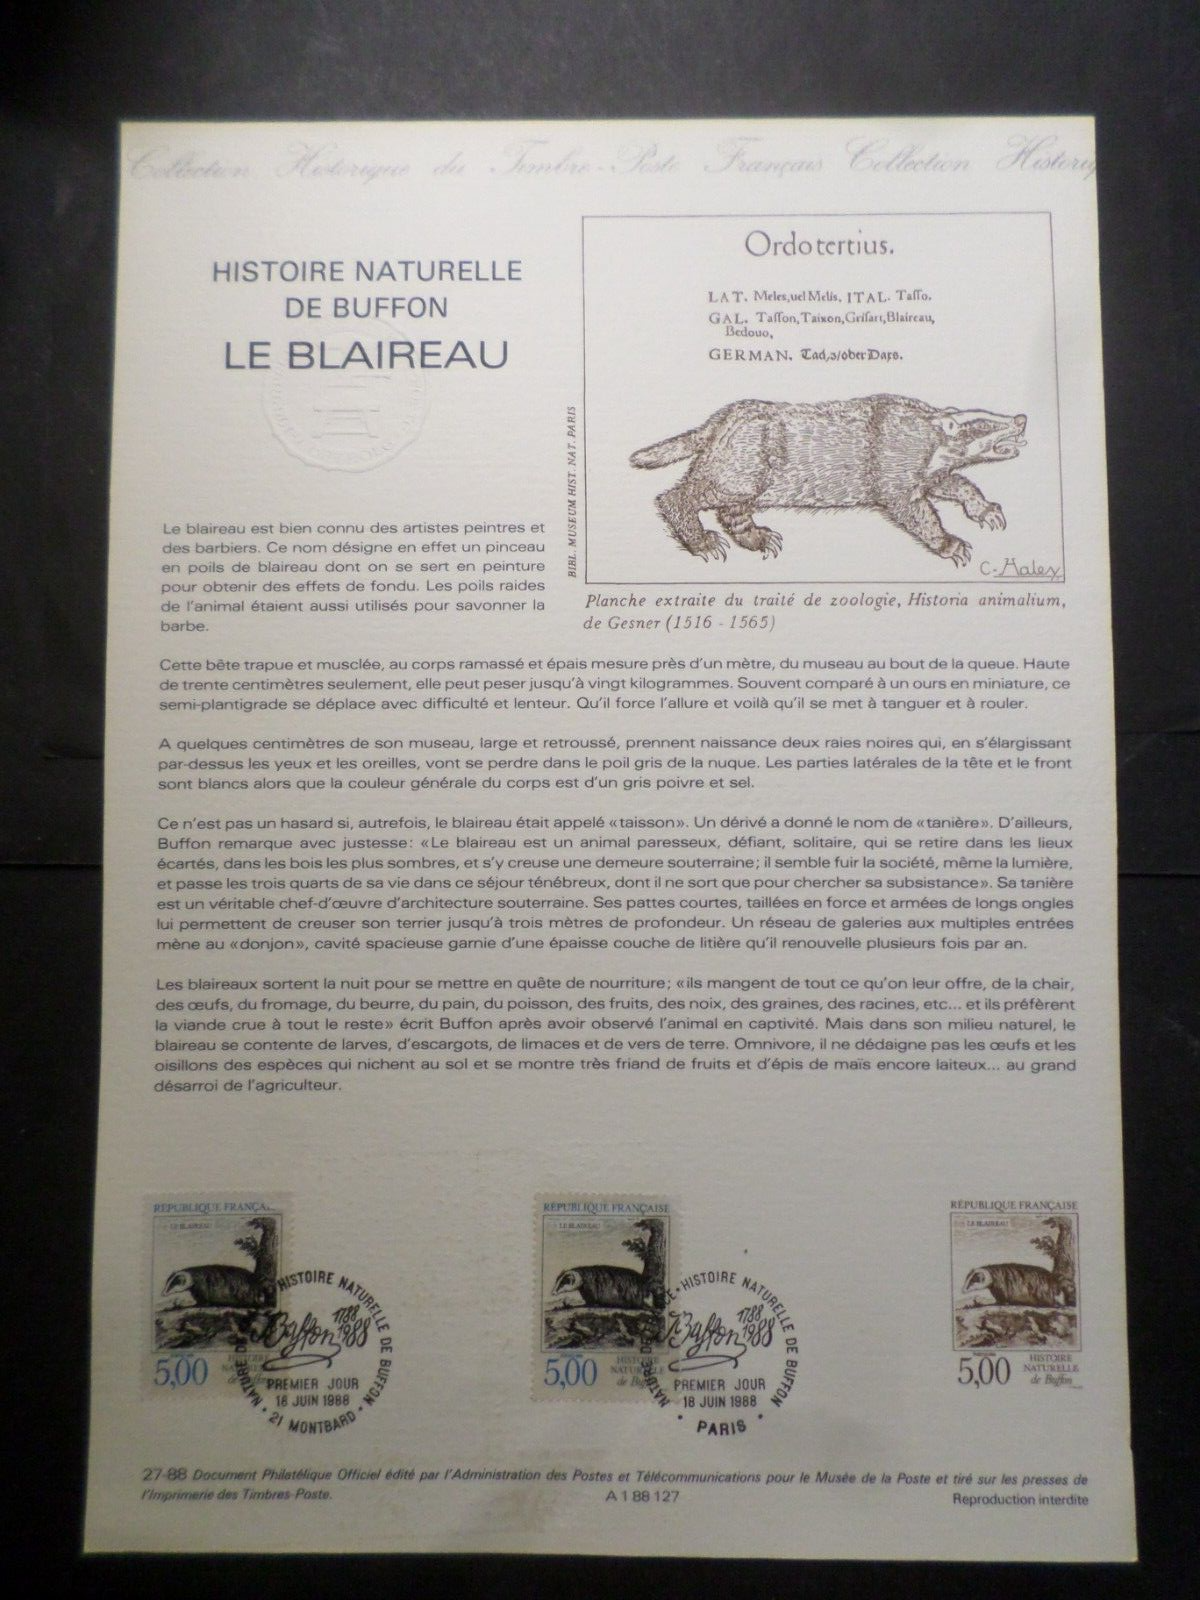 Collection Historique du Timbre-Poste Français Collection Historiq
HISTOIRE NATURELLE
DE BUFFON
LE BLAIREAU
Ordo tertius.
LAT. Meles, uel Melis. ITAL. Tasso.
GAL. Tasson, Taixon, Grisart, Blaireau,
Bedouo,
GERMAN. Tachs/oder Daxs.
BIBL. MUSEUM HIST. NAT. PARIS
C. Halex
Planche extraite du traité de zoologie, Historia animalium,
de Gesner (1516 - 1565)
Le blaireau est bien connu des artistes peintres et
des barbiers. Ce nom désigne en effet un pinceau
en poils de blaireau dont on se sert en peinture
pour obtenir des effets de fondu. Les poils raides
de l'animal étaient aussi utilisés pour savonner la
barbe.
Cette bête trapue et musclée, au corps ramassé et épais mesure près d'un mètre, du museau au bout de la queue. Haute
de trente centimètres seulement, elle peut peser jusqu'à vingt kilogrammes. Souvent comparé à un ours en miniature, ce
semi-plantigrade se déplace avec difficulté et lenteur. Qu'il force l'allure et voilà qu'il se met à tanguer et à rouler.
A quelques centimètres de son museau, large et retroussé, prennent naissance deux raies noires qui, en s'élargissant
par-dessus les yeux et les oreilles, vont se perdre dans le poil gris de la nuque. Les parties latérales de la tête et le front
sont blancs alors que la couleur générale du corps est d'un gris poivre et sel.
Ce n'est pas un hasard si, autrefois, le blaireau était appelé «taisson». Un dérivé a donné le nom de «tanière». D'ailleurs,
Buffon remarque avec justesse: «Le blaireau est un animal paresseux, défiant, solitaire, qui se retire dans les lieux
écartés, dans les bois les plus sombres, et s'y creuse une demeure souterraine; il semble fuir la société, même la lumière,
et passe les trois quarts de sa vie dans ce séjour ténébreux, dont il ne sort que pour chercher sa subsistance». Sa tanière
est un véritable chef-d'œuvre d'architecture souterraine. Ses pattes courtes, taillées en force et armées de longs ongles
lui permettent de creuser son terrier jusqu'à trois mètres de profondeur. Un réseau de galeries aux multiples entrées
mène au «donjon», cavité spacieuse garnie d'une épaisse couche de litière qu'il renouvelle plusieurs fois par an.
Les blaireaux sortent la nuit pour se mettre en quête de nourriture; «ils mangent de tout ce qu'on leur offre, de la chair,
des œufs, du fromage, du beurre, du pain, du poisson, des fruits, des noix, des graines, des racines, etc... et ils préfèrent
la viande crue à tout le reste» écrit Buffon après avoir observé l'animal en captivité. Mais dans son milieu naturel, le
blaireau se contente de larves, d'escargots, de limaces et de vers de terre. Omnivore, il ne dédaigne pas les œufs et les
oisillons des espèces qui nichent au sol et se montre très friand de fruits et d'épis de maïs encore laiteux... au grand
désarroi de l'agriculteur.
RÉPUBLIQUE FRANÇA
LE BLAIREAU
5,00
HISTOIRE NATURELLE DE BUFFON
Buffon
1788
1988
PREMIER JOUR
18 JUIN 1988
21 MONTBARD
RÉPUBLIQUE FRANÇAISE
LE BLAIREAU
5,00
HISTOIRE
NATURELLE
de Buffon
HISTOIRE NATURELLE DE BUFFON
Buffon
1788
1988
PREMIER JOUR
18 JUIN 1988
PARIS
RÉPUBLIQUE FRANÇAISE
LE BLAIREAU
5,00
HISTOIRE
NATURELLE
de Buffon
27-88 Document Philatélique Officiel édité par l'Administration des Postes et Télécommunications pour le Musée de la Poste et tiré sur les presses de
l'Imprimerie des Timbres-Poste.
A 1 88 127
Reproduction interdite